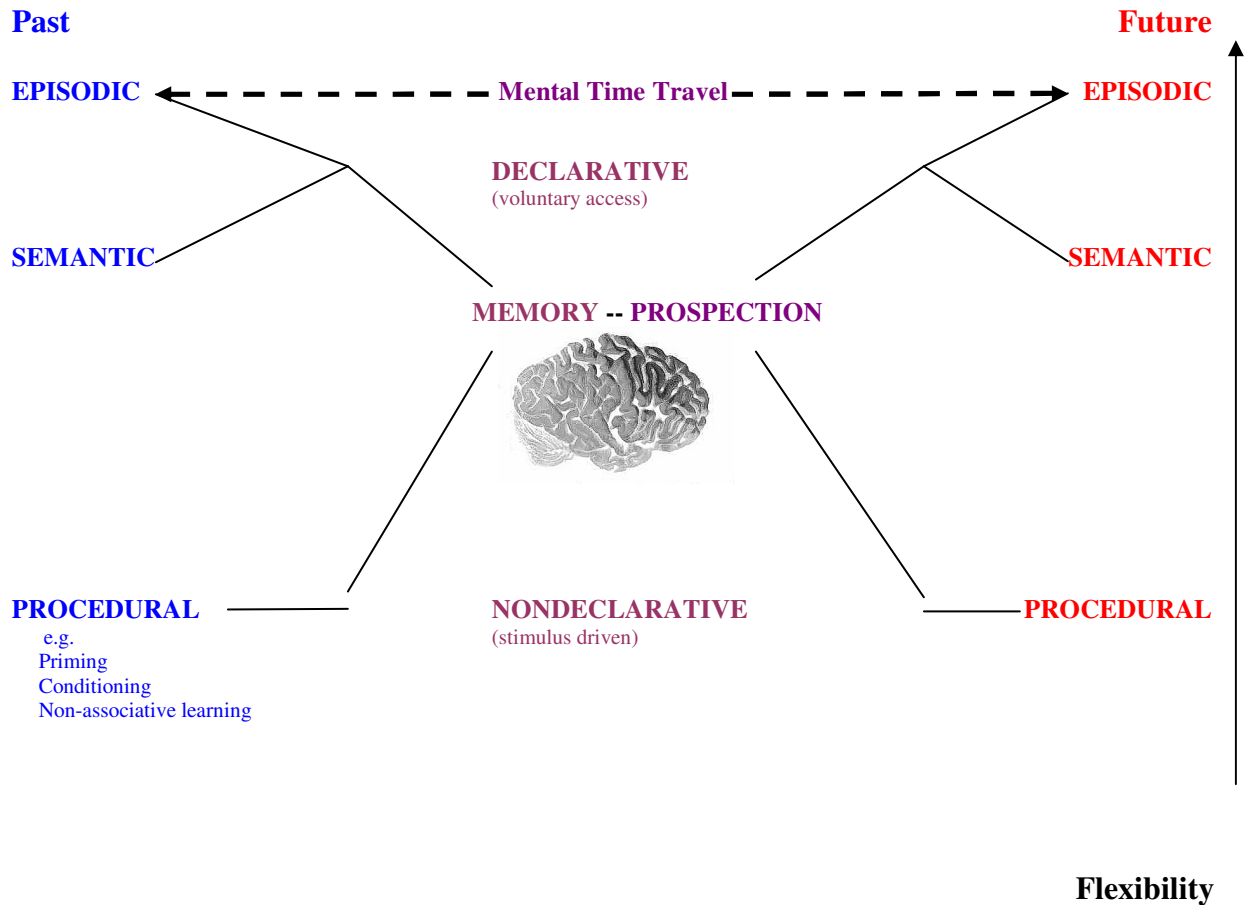 Past Future
EPISODIC Mental Time Travel EPISODIC
DECLARATIVE
(voluntary access)
SEMANTIC SEMANTIC
MEMORY -- PROSPECTION
PROCEDURAL NONDECLARATIVE PROCEDURAL
e.g. (stimulus driven)
Priming
Conditioning
Non-associative learning
Flexibility